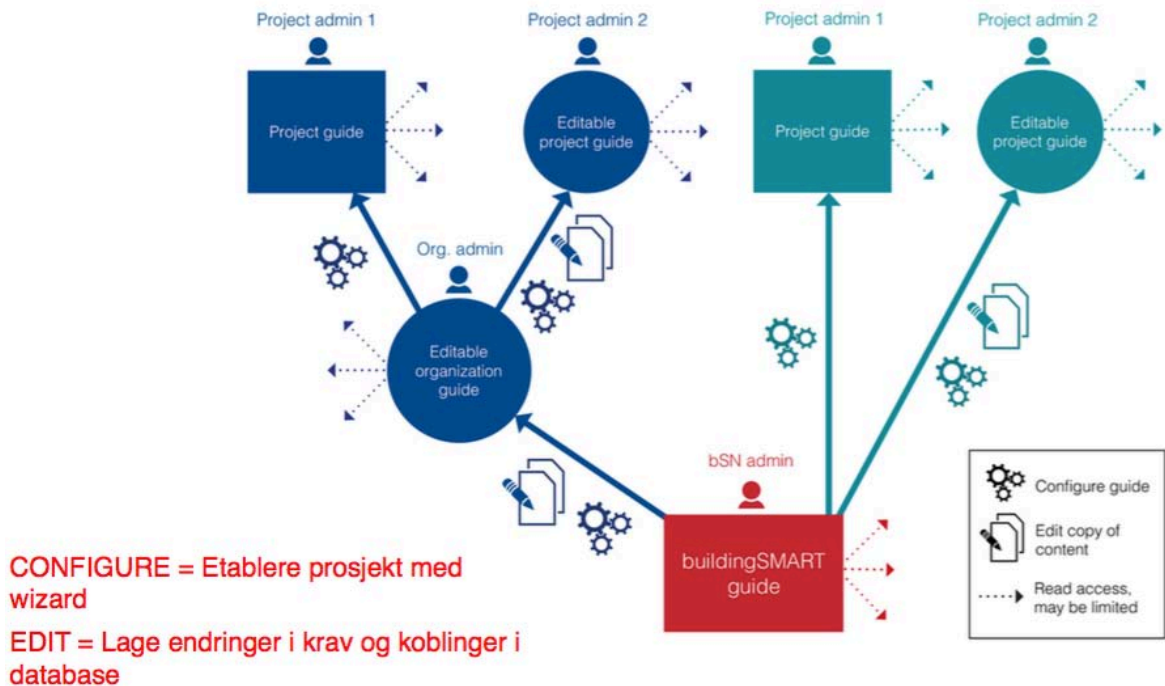 Project admin 1
Project admin 2
Project admin 1
Project admin 2
Project guide
Editable
project guide
Project guide
Editable
project guide
Org. admin
Editable
organization
guide
bSN admin
buildingSMART
guide
Configure guide
Edit copy of
content
Read access,
may be limited
CONFIGURE = Etablere prosjekt med
wizard
EDIT = Lage endringer i krav og koblinger i
database